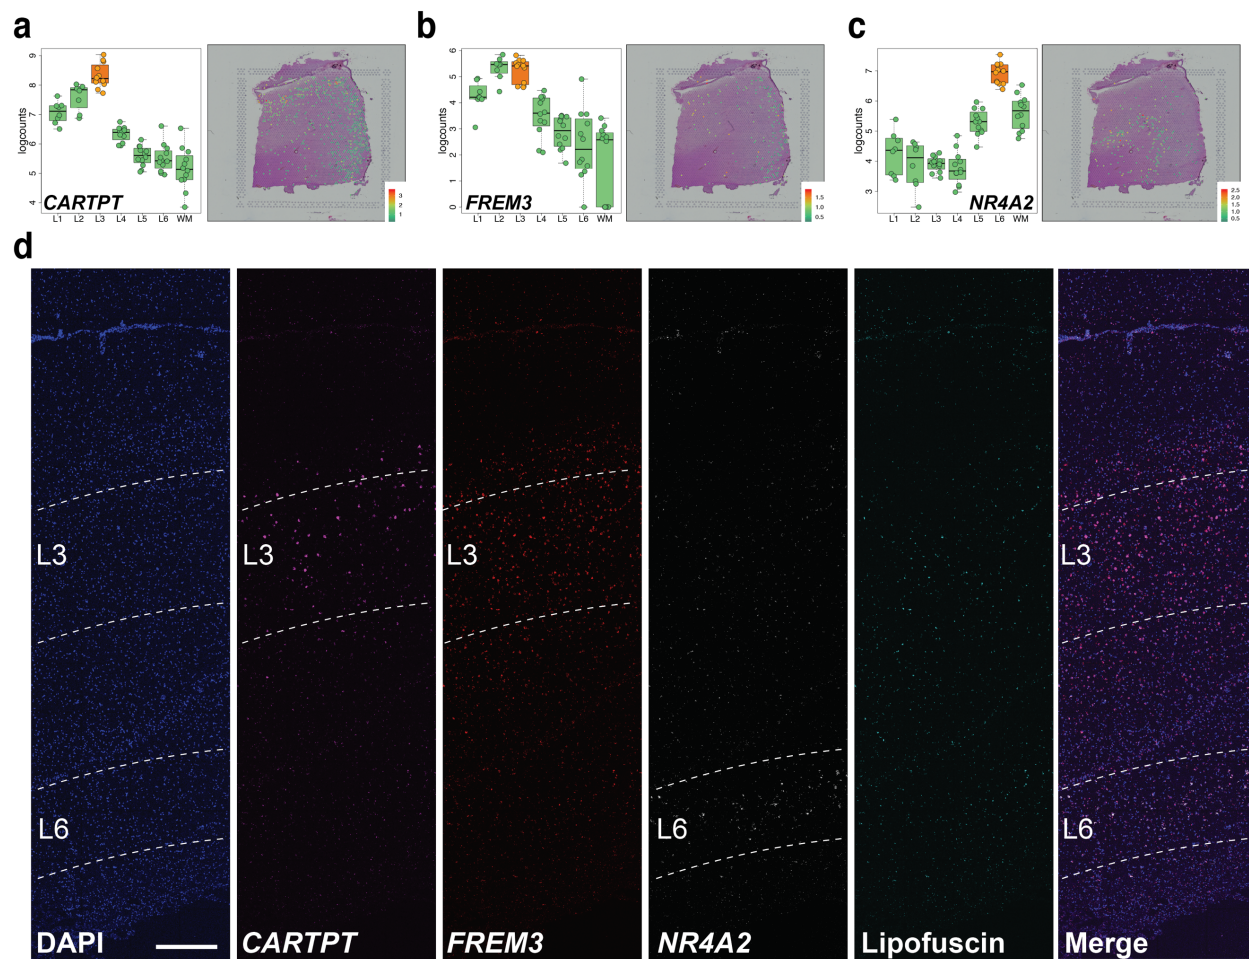 a
b
c
logcounts
9
8
7
6
5
4
CARTPT
L1 L2 L3 L4 L5 L6 WM
3
2
1
logcounts
6
5
4
3
2
1
0
FREM3
L1 L2 L3 L4 L5 L6 WM
1.5
1.0
0.5
logcounts
7
6
5
4
3
NR4A2
L1 L2 L3 L4 L5 L6 WM
2.5
2.0
1.5
1.0
0.5
d
L3
L3
L3
L3
L6
L6
L6
DAPI
CARTPT
FREM3
NR4A2
Lipofuscin
Merge